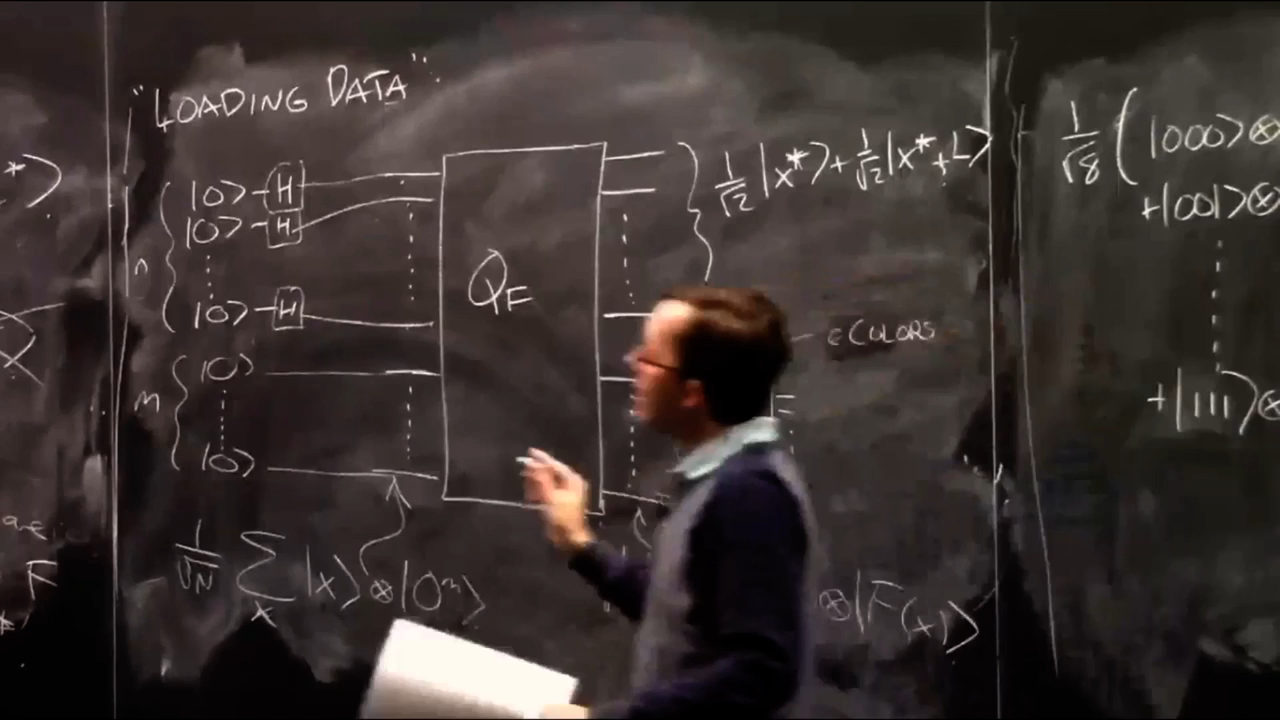 "LOADING DATA":
*⟩
|0⟩ H
|0⟩ H
n
|0⟩ H
|0⟩
m
|0⟩
Q_F
1/√2 |x*⟩ + 1/√2 |x* + L⟩
COLORS
1/√N ∑_x |x⟩ ⊗ |0^m⟩
⊗ |F(x)⟩
F
1/√8 ( |000⟩ ⊗
+ |001⟩ ⊗
+ |111⟩ ⊗